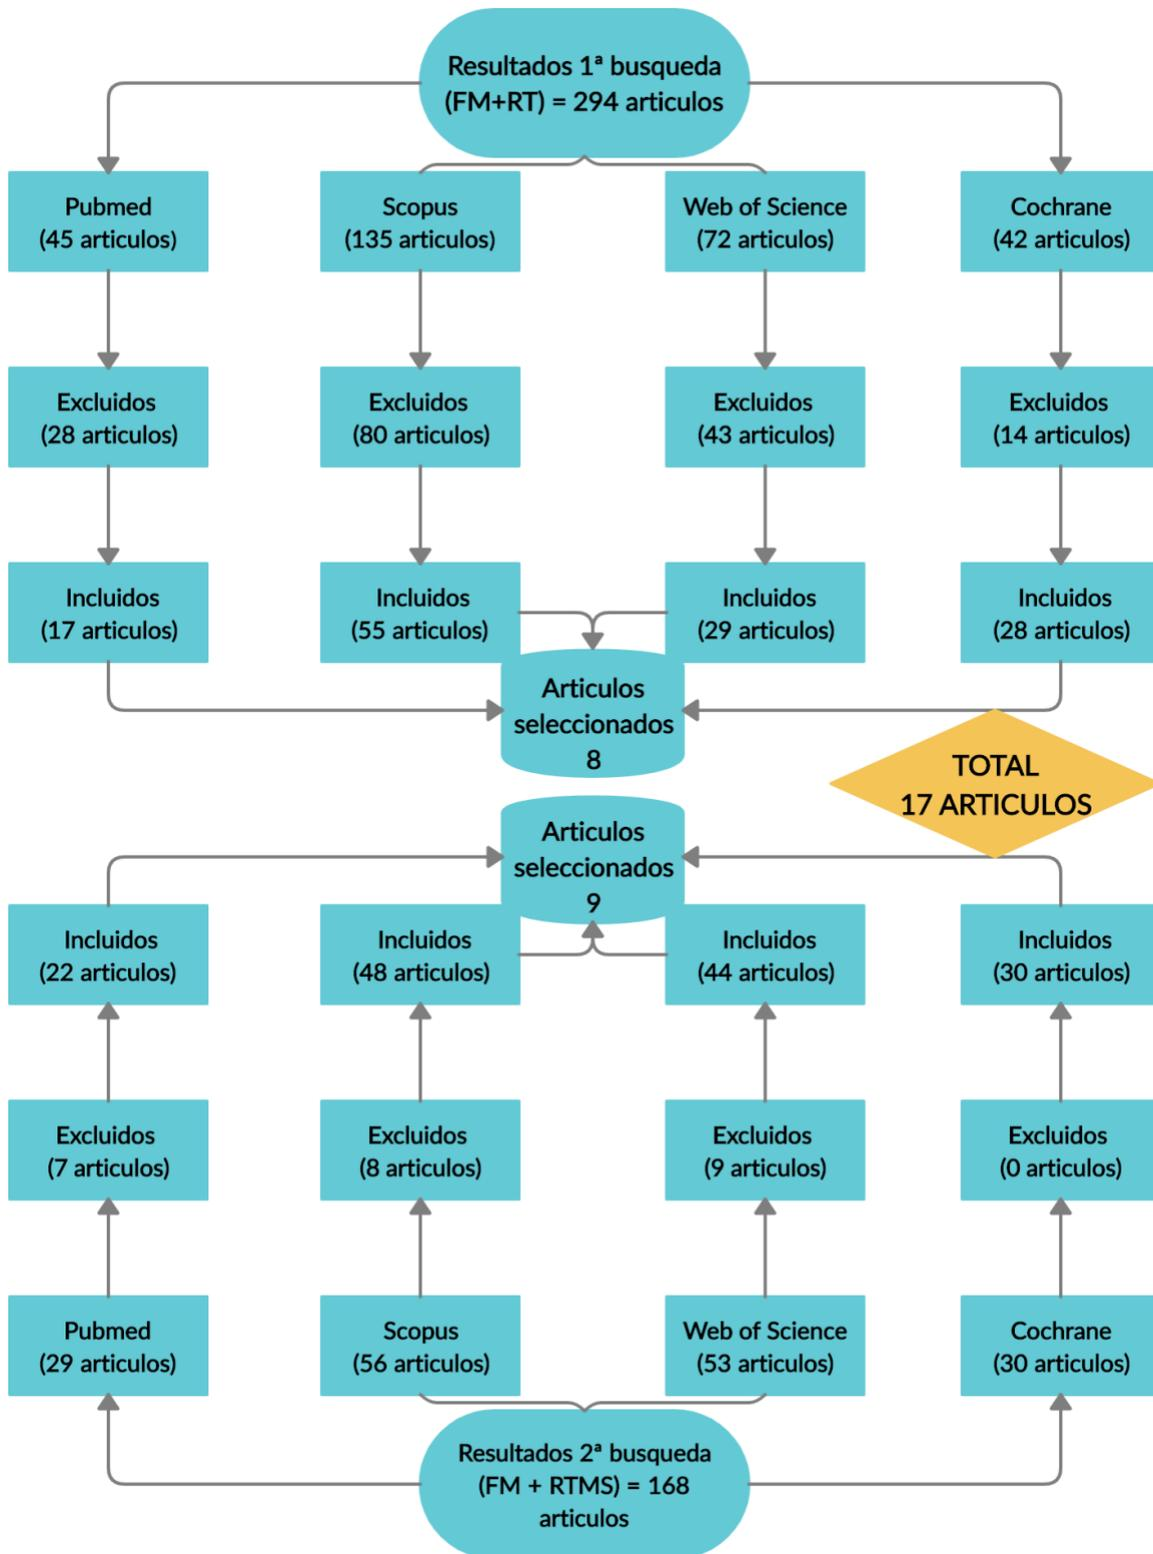 Resultados 1ª busqueda
(FM+RT) = 294 articulos
Pubmed
(45 articulos)
Scopus
(135 articulos)
Web of Science
(72 articulos)
Cochrane
(42 articulos)
Excluidos
(28 articulos)
Excluidos
(80 articulos)
Excluidos
(43 articulos)
Excluidos
(14 articulos)
Incluidos
(17 articulos)
Incluidos
(55 articulos)
Incluidos
(29 articulos)
Incluidos
(28 articulos)
Articulos
seleccionados
8
TOTAL
17 ARTICULOS
Articulos
seleccionados
9
Incluidos
(22 articulos)
Incluidos
(48 articulos)
Incluidos
(44 articulos)
Incluidos
(30 articulos)
Excluidos
(7 articulos)
Excluidos
(8 articulos)
Excluidos
(9 articulos)
Excluidos
(0 articulos)
Pubmed
(29 articulos)
Scopus
(56 articulos)
Web of Science
(53 articulos)
Cochrane
(30 articulos)
Resultados 2ª busqueda
(FM + RTMS) = 168
articulos